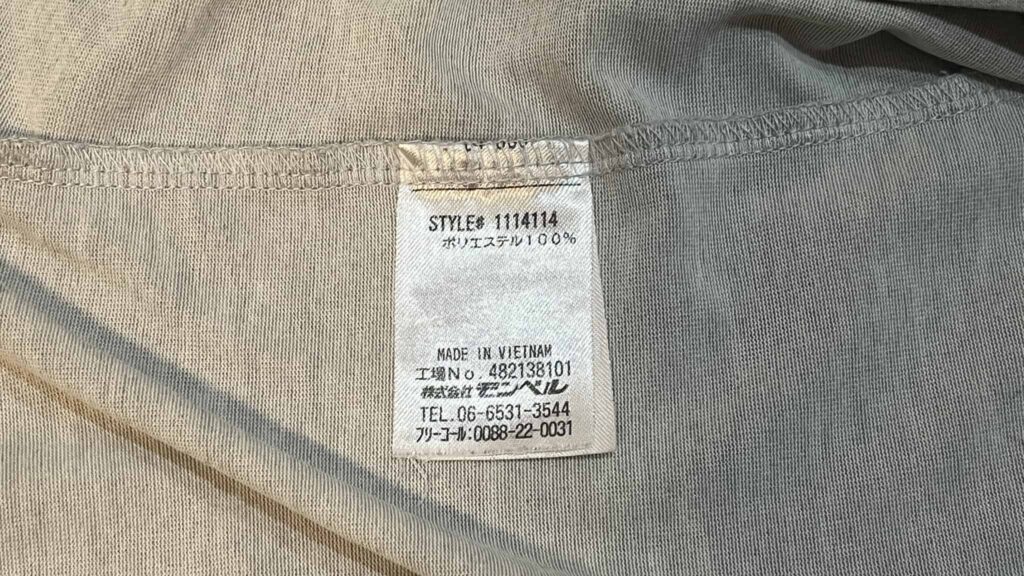 STYLE# 1114114
ポリエステル100%
MADE IN VIETNAM
工場No. 482138101
株式会社 モンベル
TEL.06-6531-3544
フリーコール:0088-22-0031